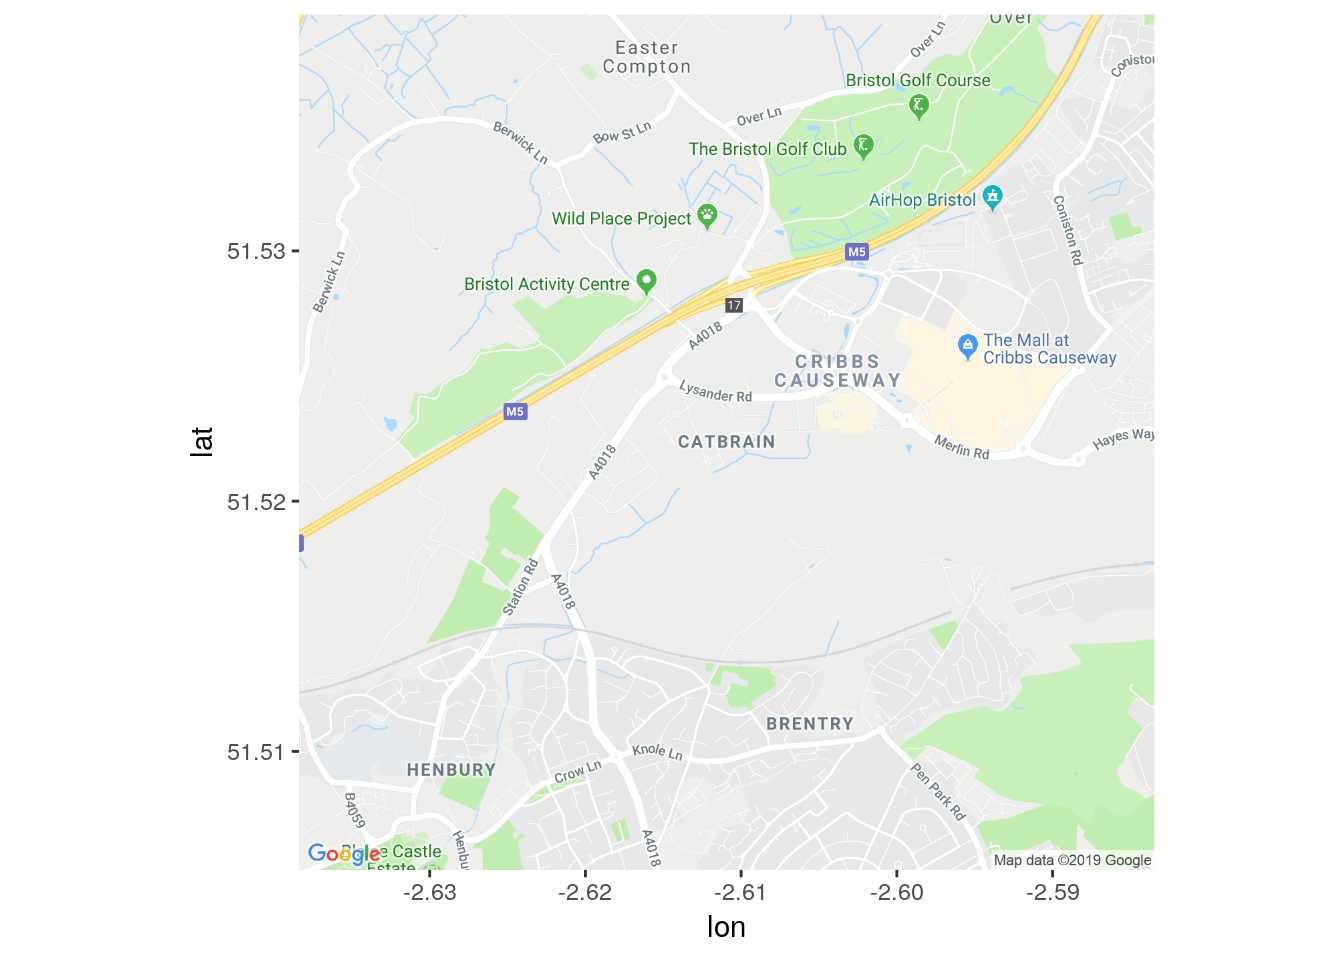 Over
Easter
Compton
Over Ln
Coniston
Bristol Golf Course
Over Ln
Bow St Ln
Berwick Ln
The Bristol Golf Club
AirHop Bristol
Wild Place Project
Coniston Rd
51.53
M5
Berwick Ln
Bristol Activity Centre
17
A4018
The Mall at
Cribbs Causeway
CRIBBS
CAUSEWAY
Lysander Rd
M5
lat
CATBRAIN
Merlin Rd
Hayes Way
A4018
51.52
Station Rd
A4018
BRENTRY
51.51
Knole Ln
HENBURY
Crow Ln
Pen Park Rd
B4059
A4018
Castle
Estate
Google
Map data ©2019 Google
-2.63
-2.62
-2.61
-2.60
-2.59
lon